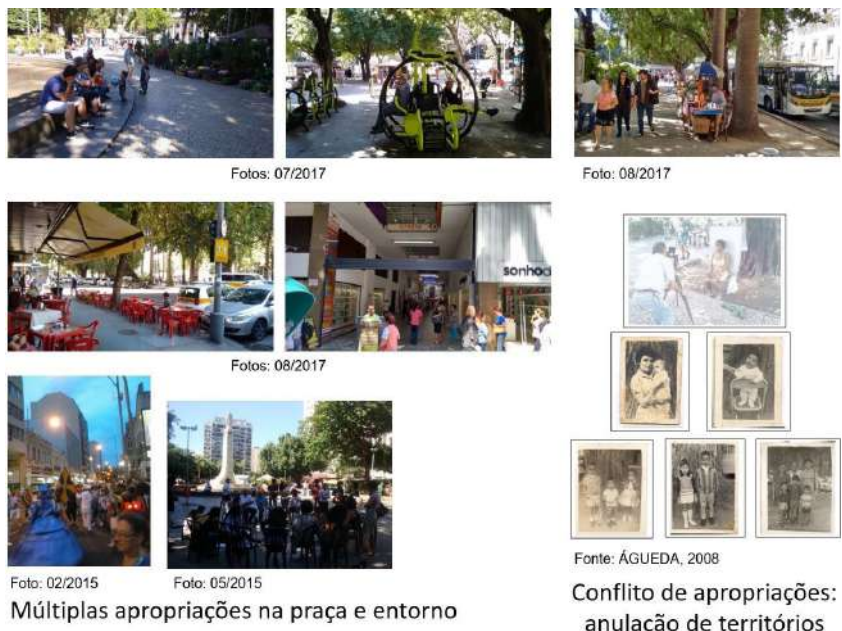 Fotos: 07/2017
Foto: 08/2017
sonho
Fotos: 08/2017
Foto: 02/2015
Foto: 05/2015
Múltiplas apropriações na praça e entorno
Fonte: ÁGUEDA, 2008
Conflito de apropriações:
anulação de territórios